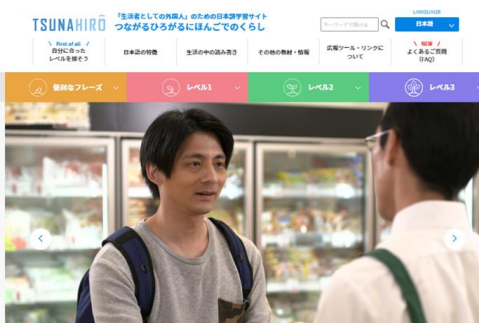 LANGUAGE
TSUNAHIRO
「生活者としての外国人」のための日本語学習サイト
つながるひろがるにほんごでのくらし
日本語
First of all
自分に合った
レベルを探そう
日本語の特徴
生活の中の読み書き
その他の教材・情報
広報ツール・リンクに
ついて
NEW
よくあるご質問
(FAQ)
便利なフレーズ
レベル1
レベル2
レベル3